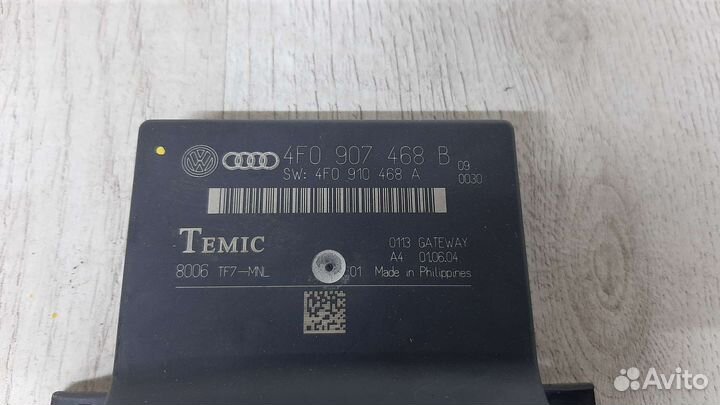 4F0 907 468 B 09
SW: 4F0 910 468 A 0030
TEMIC
0113 GATEWAY
A4 01.06.04
8006 TF7-MNL 01 Made in Philippines
Avito